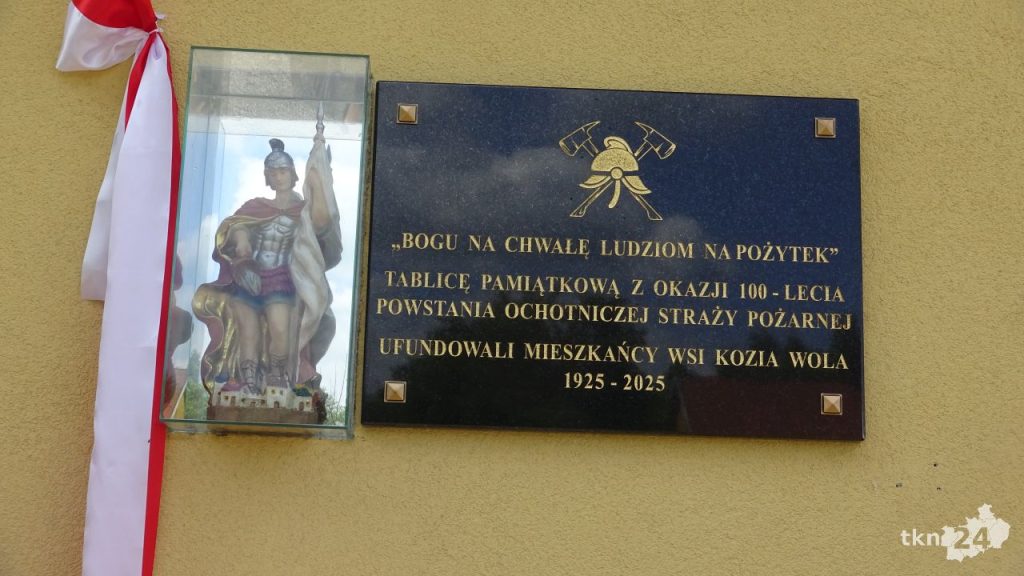 „BOGU NA CHWAŁĘ LUDZIOM NA POŻYTEK”
TABLICĘ PAMIĄTKOWĄ Z OKAZJI 100 - LECIA
POWSTANIA OCHOTNICZEJ STRAŻY POŻARNEJ
UFUNDOWALI MIESZKAŃCY WSI KOZIA WOLA
1925 - 2025
tkn24